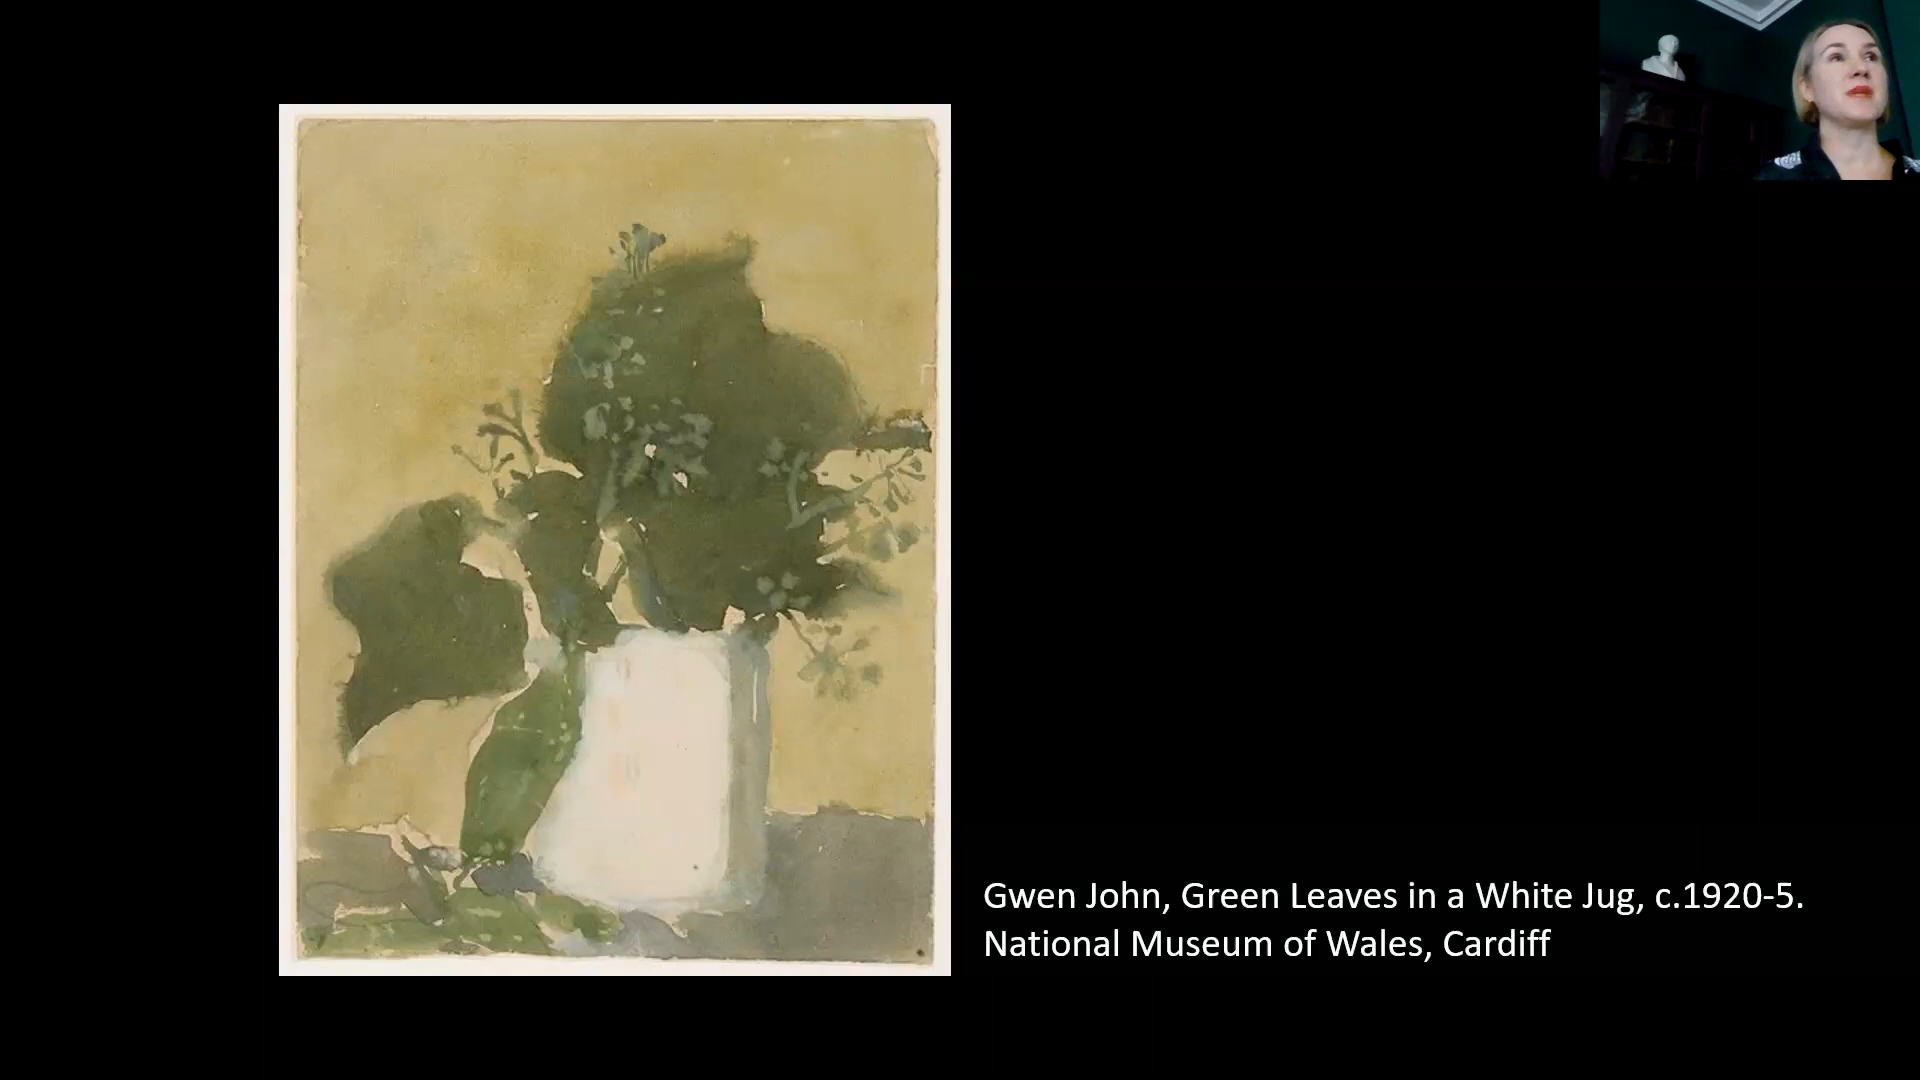 Gwen John, Green Leaves in a White Jug, c.1920-5.
National Museum of Wales, Cardiff